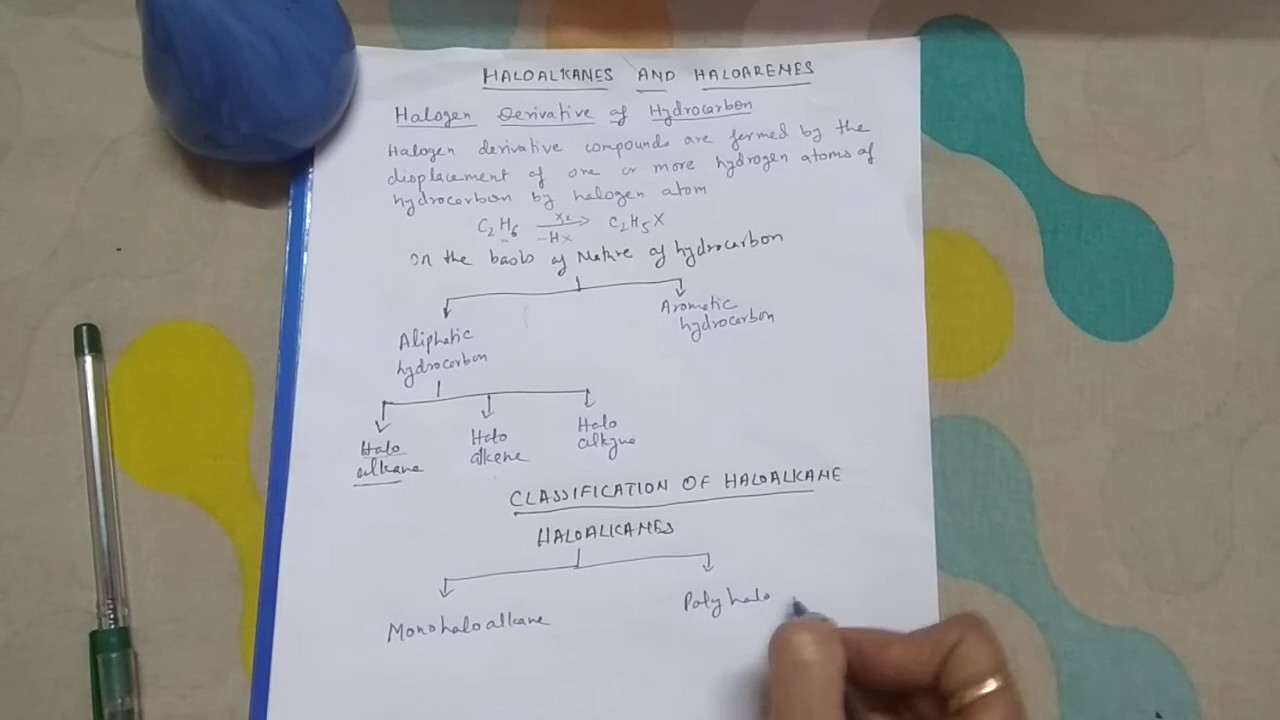 HALOALKANES AND HALOARENES
Halogen Derivative of Hydrocarbon
Halogen derivative compounds are formed by the
displacement of one or more hydrogen atoms of
hydrocarbon by halogen atom
C2H6 X2 -HX → C2H5X
on the basis of Nature of hydrocarbon
Aliphatic
hydrocarbon
Aromatic
hydrocarbon
Halo
alkane
Halo
alkene
Halo
alkyne
CLASSIFICATION OF HALOALKANE
HALOALKANES
Monohaloalkane
Polyhalo